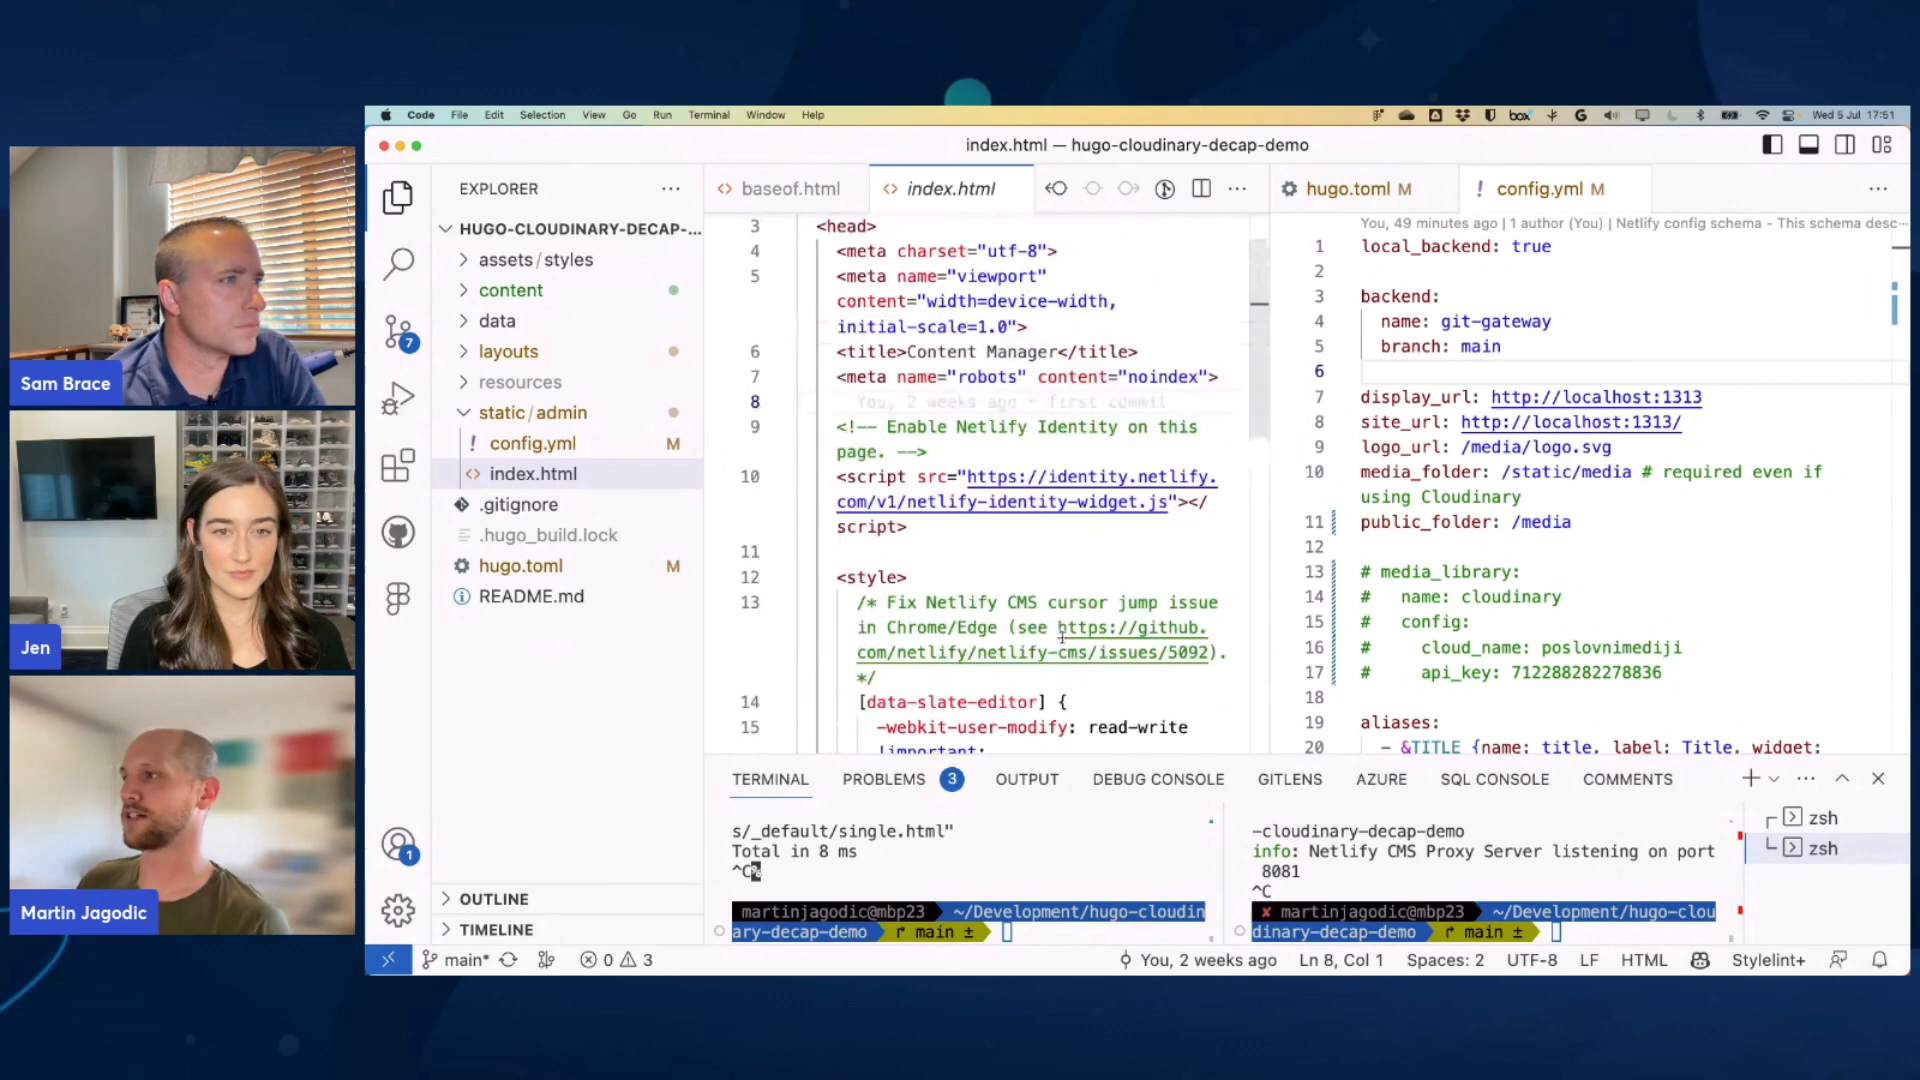 Code File Edit Selection View Go Run Terminal Window Help
box
Wed 5 Jul 17:51
index.html — hugo-cloudinary-decap-demo
EXPLORER
HUGO-CLOUDINARY-DECAP-...
assets/styles
content
data
layouts
resources
static/admin
config.yml M
index.html
.gitignore
.hugo_build.lock
hugo.toml M
README.md
OUTLINE
TIMELINE
7
1
baseof.html
index.html
3 <head>
4 <meta charset="utf-8">
5 <meta name="viewport"
content="width=device-width,
initial-scale=1.0">
6 <title>Content Manager</title>
7 <meta name="robots" content="noindex">
8 You, 2 weeks ago • first commit
9 <!-- Enable Netlify Identity on this
page. -->
10 <script src="https://identity.netlify.
com/v1/netlify-identity-widget.js"></
script>
11
12 <style>
13 /* Fix Netlify CMS cursor jump issue
in Chrome/Edge (see https://github.
com/netlify/netlify-cms/issues/5092).
*/
14 [data-slate-editor] {
15 -webkit-user-modify: read-write
!important;
hugo.toml M
config.yml M
You, 49 minutes ago | 1 author (You) | Netlify config schema - This schema desc...
1 local_backend: true
2
3 backend:
4 name: git-gateway
5 branch: main
6
7 display_url: http://localhost:1313
8 site_url: http://localhost:1313/
9 logo_url: /media/logo.svg
10 media_folder: /static/media # required even if
using Cloudinary
11 public_folder: /media
12
13 # media_library:
14 # name: cloudinary
15 # config:
16 # cloud_name: poslovnimediji
17 # api_key: 712288282278836
18
19 aliases:
20 - &TITLE {name: title, label: Title, widget:
TERMINAL PROBLEMS 3 OUTPUT DEBUG CONSOLE GITLENS AZURE SQL CONSOLE COMMENTS
s/_default/single.html"
Total in 8 ms
^C%
martinjagodic@mbp23 ~/Development/hugo-cloudin
ary-decap-demo main ±
-cloudinary-decap-demo
info: Netlify CMS Proxy Server listening on port
8081
^C
✘ martinjagodic@mbp23 ~/Development/hugo-clou
dinary-decap-demo main ±
zsh
zsh
main* 0 3
You, 2 weeks ago Ln 8, Col 1 Spaces: 2 UTF-8 LF HTML Stylelint+
Sam Brace
Jen
Martin Jagodic